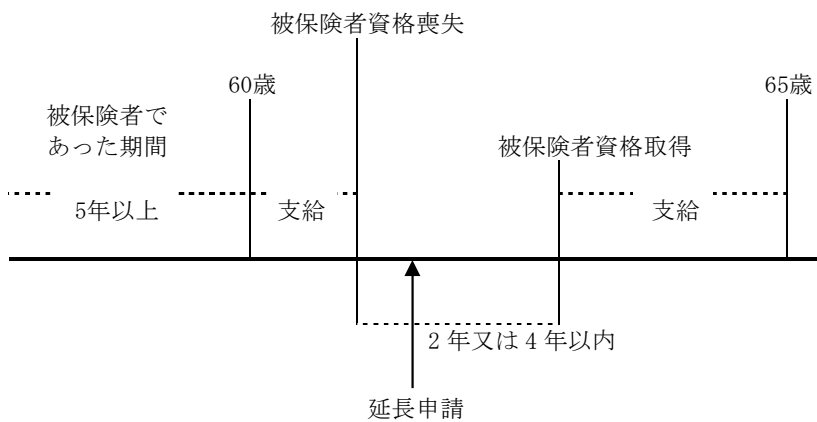 被保険者資格喪失
60歳
65歳
被保険者で
あった期間
被保険者資格取得
5年以上
支給
支給
2年又は4年以内
延長申請